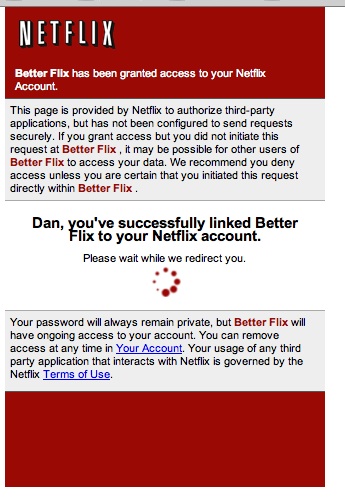 NETFLIX
Better Flix has been granted access to your Netflix
Account.
This page is provided by Netflix to authorize third-party
applications, but has not been configured to send requests
securely. If you grant access but you did not initiate this
request at Better Flix , it may be possible for other users of
Better Flix to access your data. We recommend you deny
access unless you are certain that you initiated this request
directly within Better Flix .
Dan, you've successfully linked Better
Flix to your Netflix account.
Please wait while we redirect you.
Your password will always remain private, but Better Flix will
have ongoing access to your account. You can remove
access at any time in Your Account. Your usage of any third
party application that interacts with Netflix is governed by the
Netflix Terms of Use.